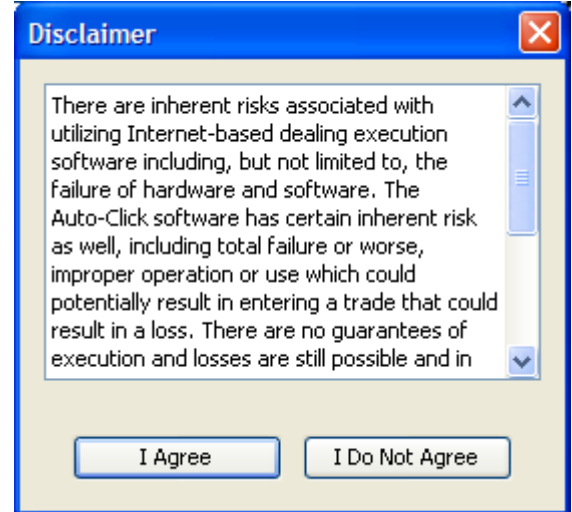 Disclaimer
There are inherent risks associated with
utilizing Internet-based dealing execution
software including, but not limited to, the
failure of hardware and software. The
Auto-Click software has certain inherent risk
as well, including total failure or worse,
improper operation or use which could
potentially result in entering a trade that could
result in a loss. There are no guarantees of
execution and losses are still possible and in
I Agree
I Do Not Agree